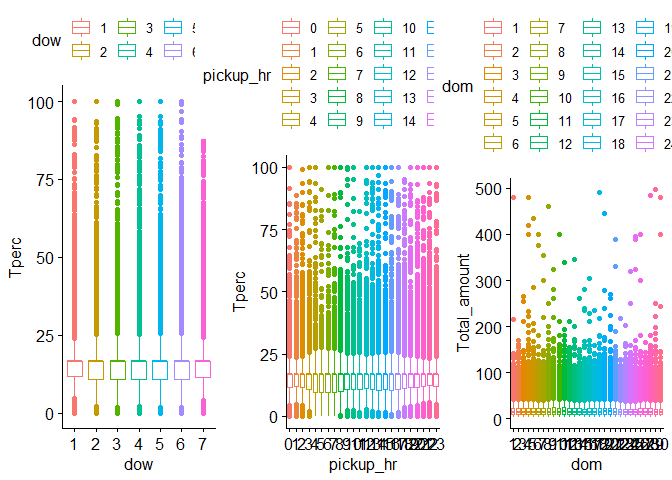 dow 1 3 5
2 4 6
pickup_hr 0 5 10
1 6 11
2 7 12
3 8 13
4 9 14
dom 1 7 13
2 8 14
3 9 15
4 10 16
5 11 17
6 12 18
Tperc
100
75
50
25
0
1 2 3 4 5 6 7
dow
Tperc
100
75
50
25
0
pickup_hr
Total_amount
500
400
300
200
100
0
dom